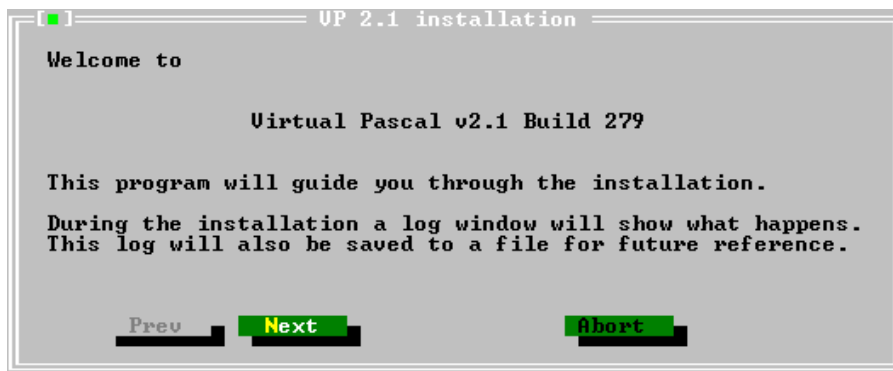 VP 2.1 installation
Welcome to
Virtual Pascal v2.1 Build 279
This program will guide you through the installation.
During the installation a log window will show what happens.
This log will also be saved to a file for future reference.
Prev Next Abort